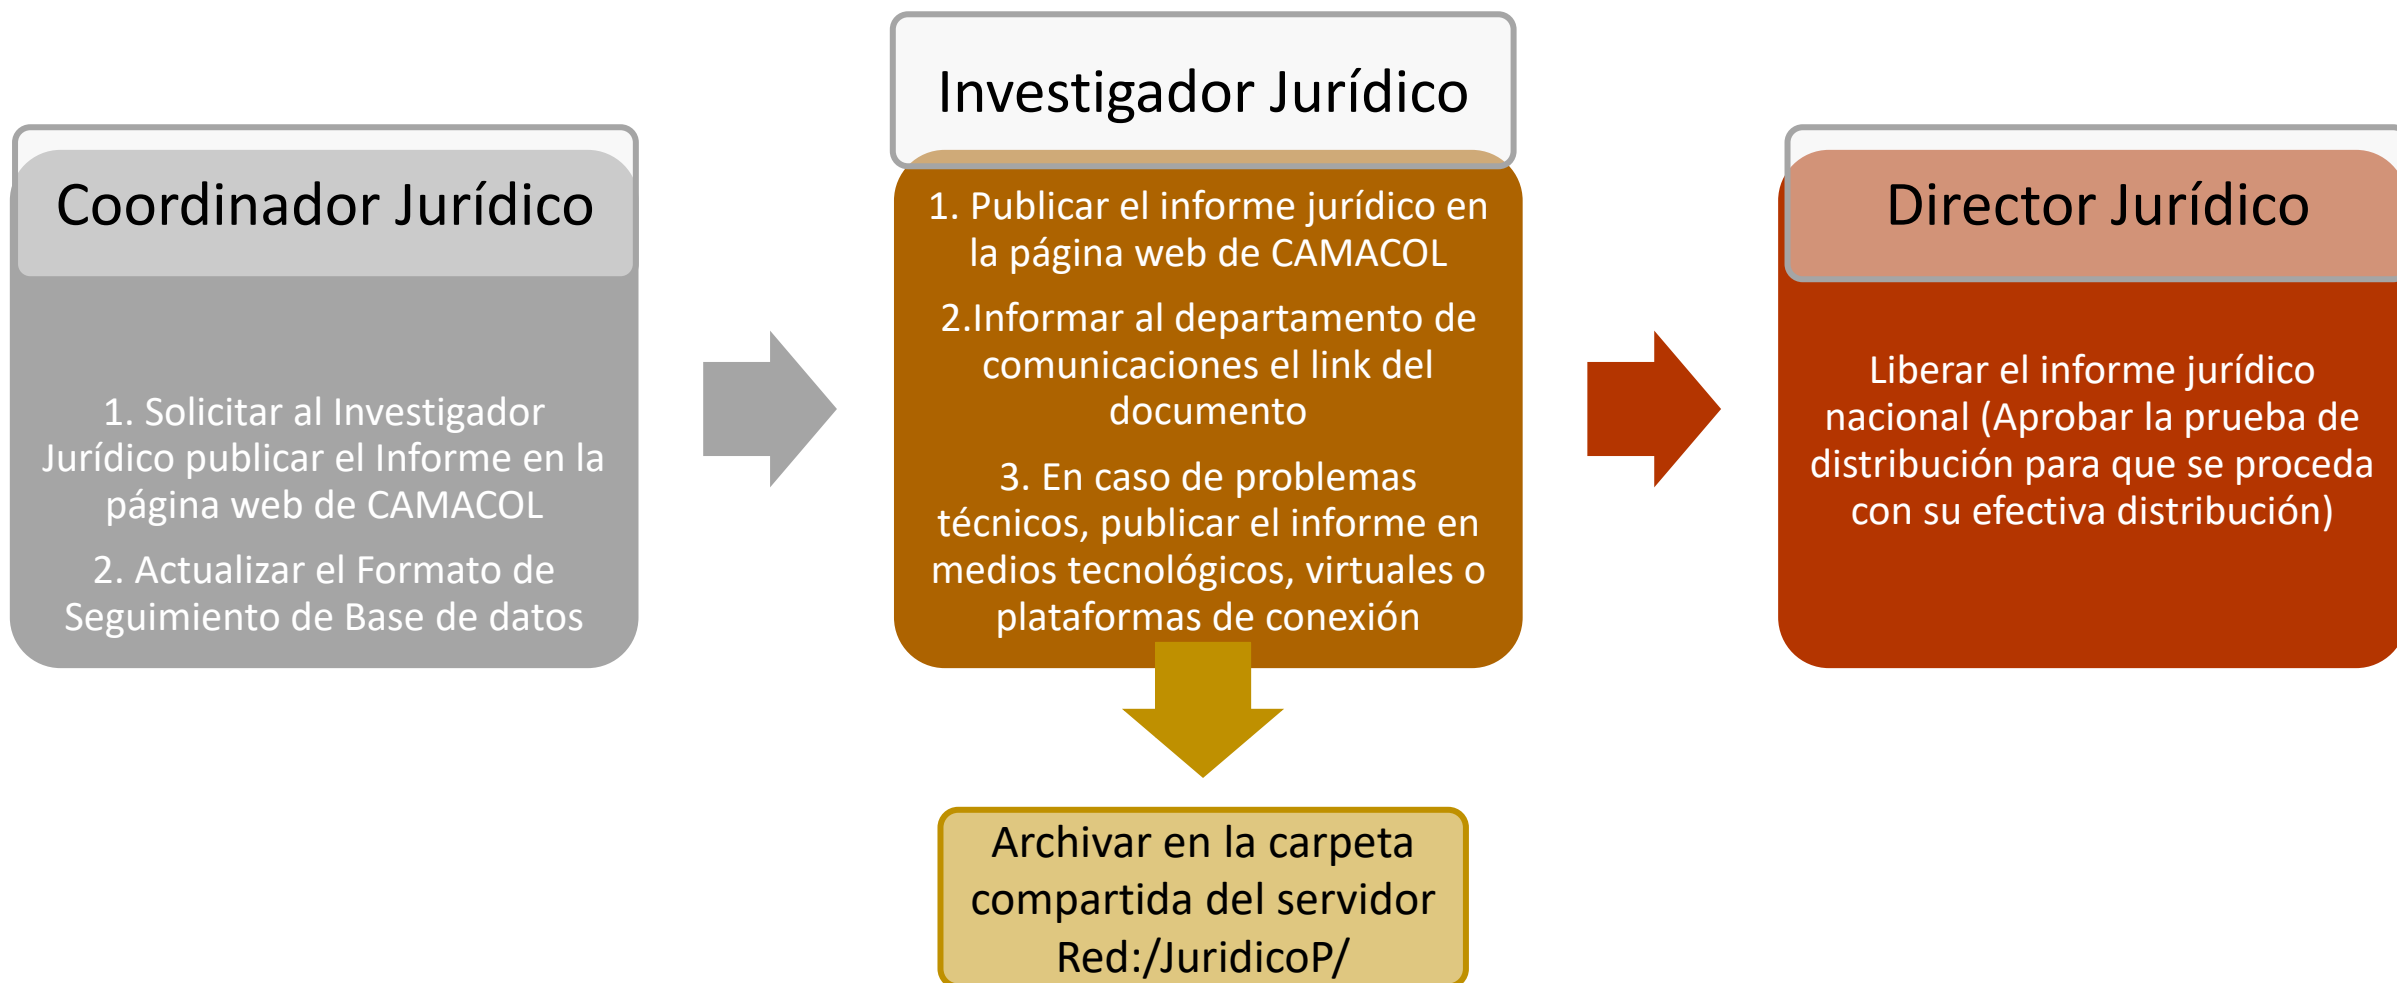 Coordinador Jurídico
1. Solicitar al Investigador
Jurídico publicar el Informe en la
página web de CAMACOL
2. Actualizar el Formato de
Seguimiento de Base de datos
Investigador Jurídico
1. Publicar el informe jurídico en
la página web de CAMACOL
2.Informar al departamento de
comunicaciones el link del
documento
3. En caso de problemas
técnicos, publicar el informe en
medios tecnológicos, virtuales o
plataformas de conexión
Archivar en la carpeta
compartida del servidor
Red:/JuridicoP/
Director Jurídico
Liberar el informe jurídico
nacional (Aprobar la prueba de
distribución para que se proceda
con su efectiva distribución)